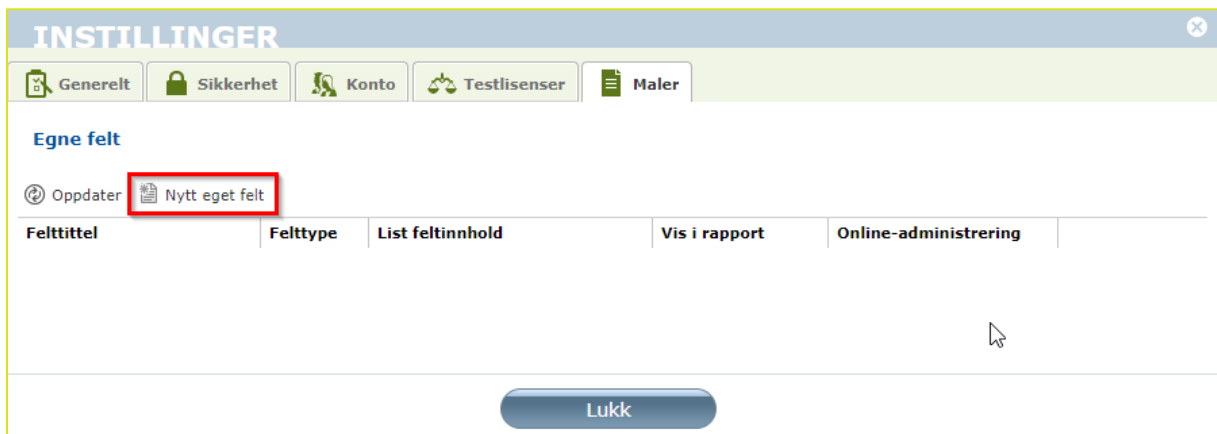 INSTILLINGER
Generelt Sikkerhet Konto Testlisenser Maler
Egne felt
Oppdater Nytt eget felt
Felttittel Felttype List feltinnhold Vis i rapport Online-administrering
Lukk